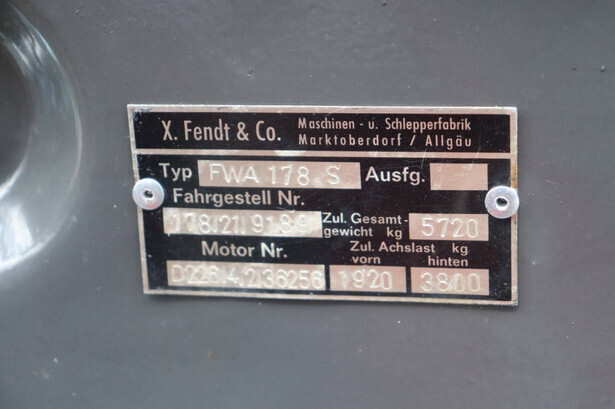 X. Fendt & Co. Maschinen - u. Schlepperfabrik
Marktoberdorf / Allgäu
Typ FWA 178 S Ausfg.
Fahrgestell Nr.
178/21/9189 Zul. Gesamt-
gewicht kg 5720
Motor Nr. Zul. Achslast kg
vorn hinten
D226.4.2.36256 1920 3800